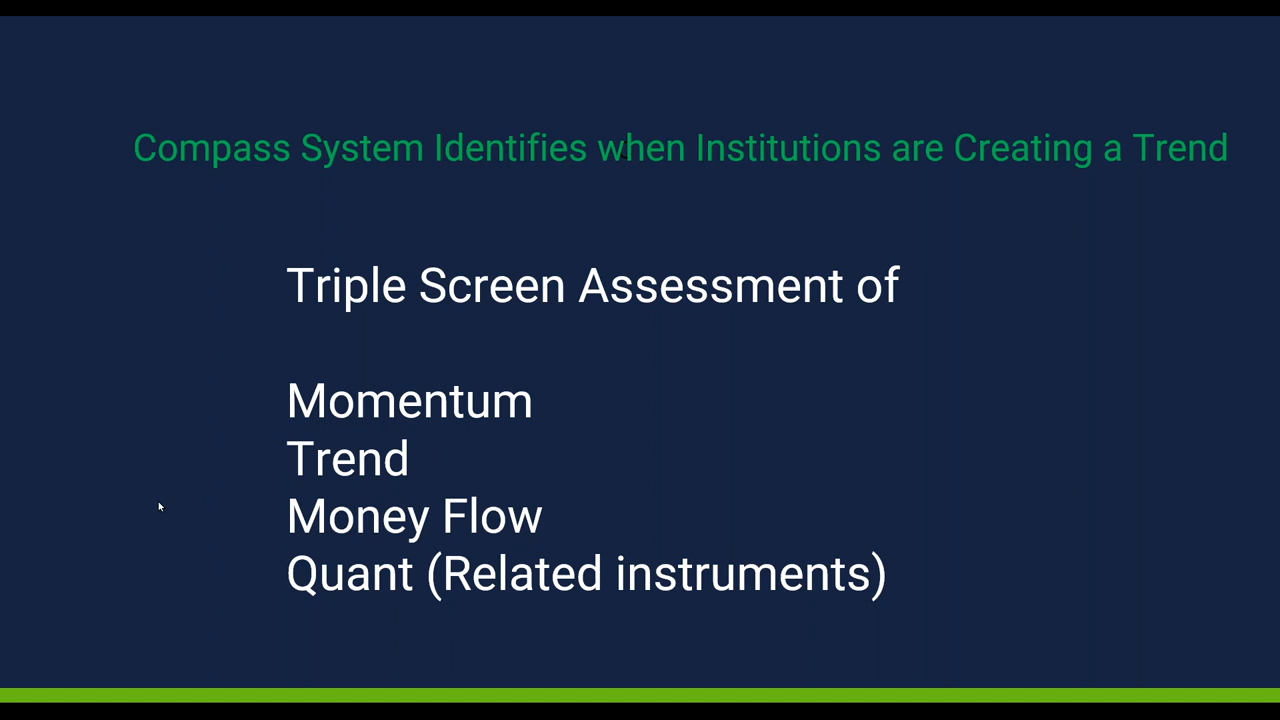 Compass System Identifies when Institutions are Creating a Trend
Triple Screen Assessment of
Momentum
Trend
Money Flow
Quant (Related instruments)